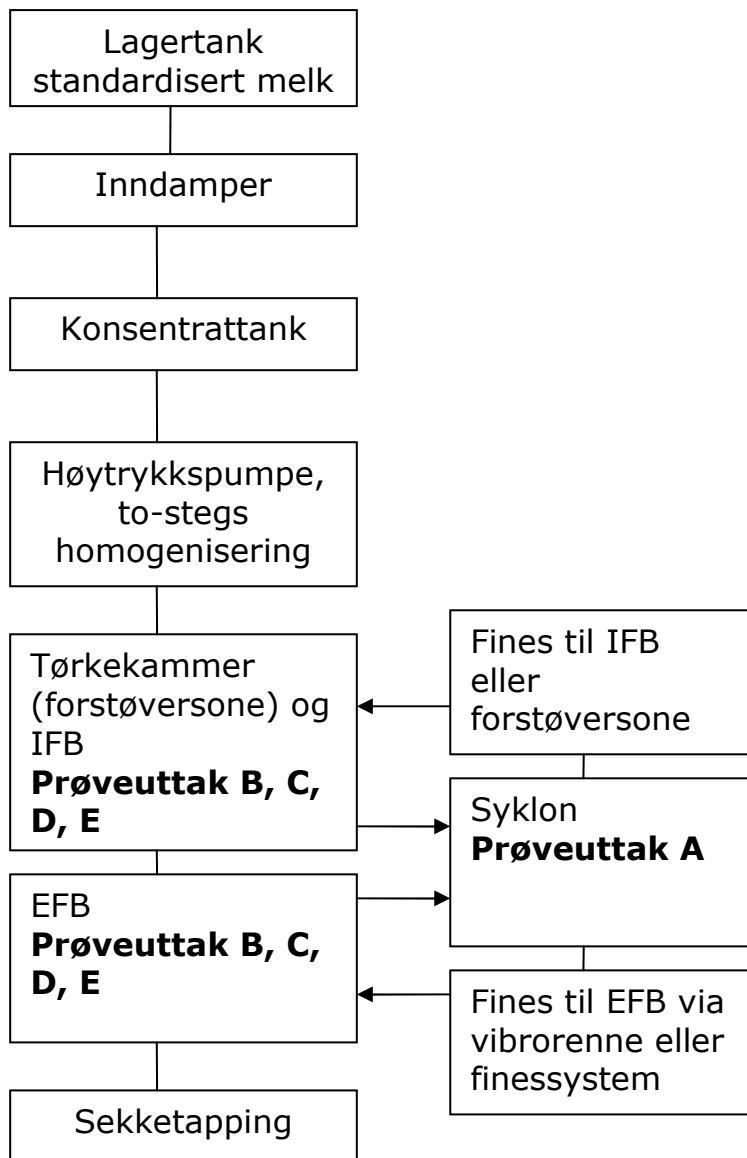 Lagertank
standardisert melk
Inndamper
Konsentrattank
Høytrykkspumpe,
to-stegs
homogenisering
Tørkekammer
(forstøversone) og
IFB
Prøveuttak B, C,
D, E
Fines til IFB
eller
forstøversone
Syklon
Prøveuttak A
EFB
Prøveuttak B, C,
D, E
Fines til EFB via
vibrorenne eller
finessystem
Sekketapping